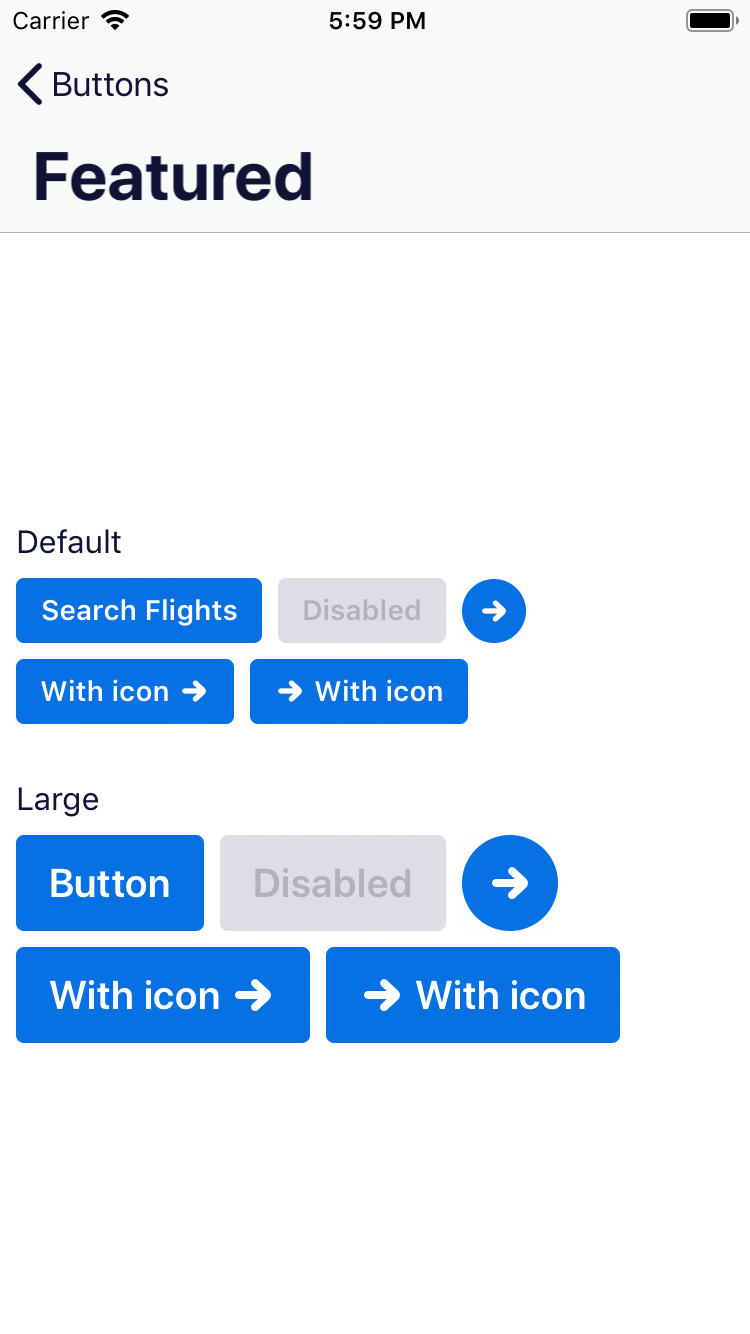 Carrier 5:59 PM
Buttons
Featured
Default
Search Flights Disabled
With icon With icon
Large
Button Disabled
With icon With icon